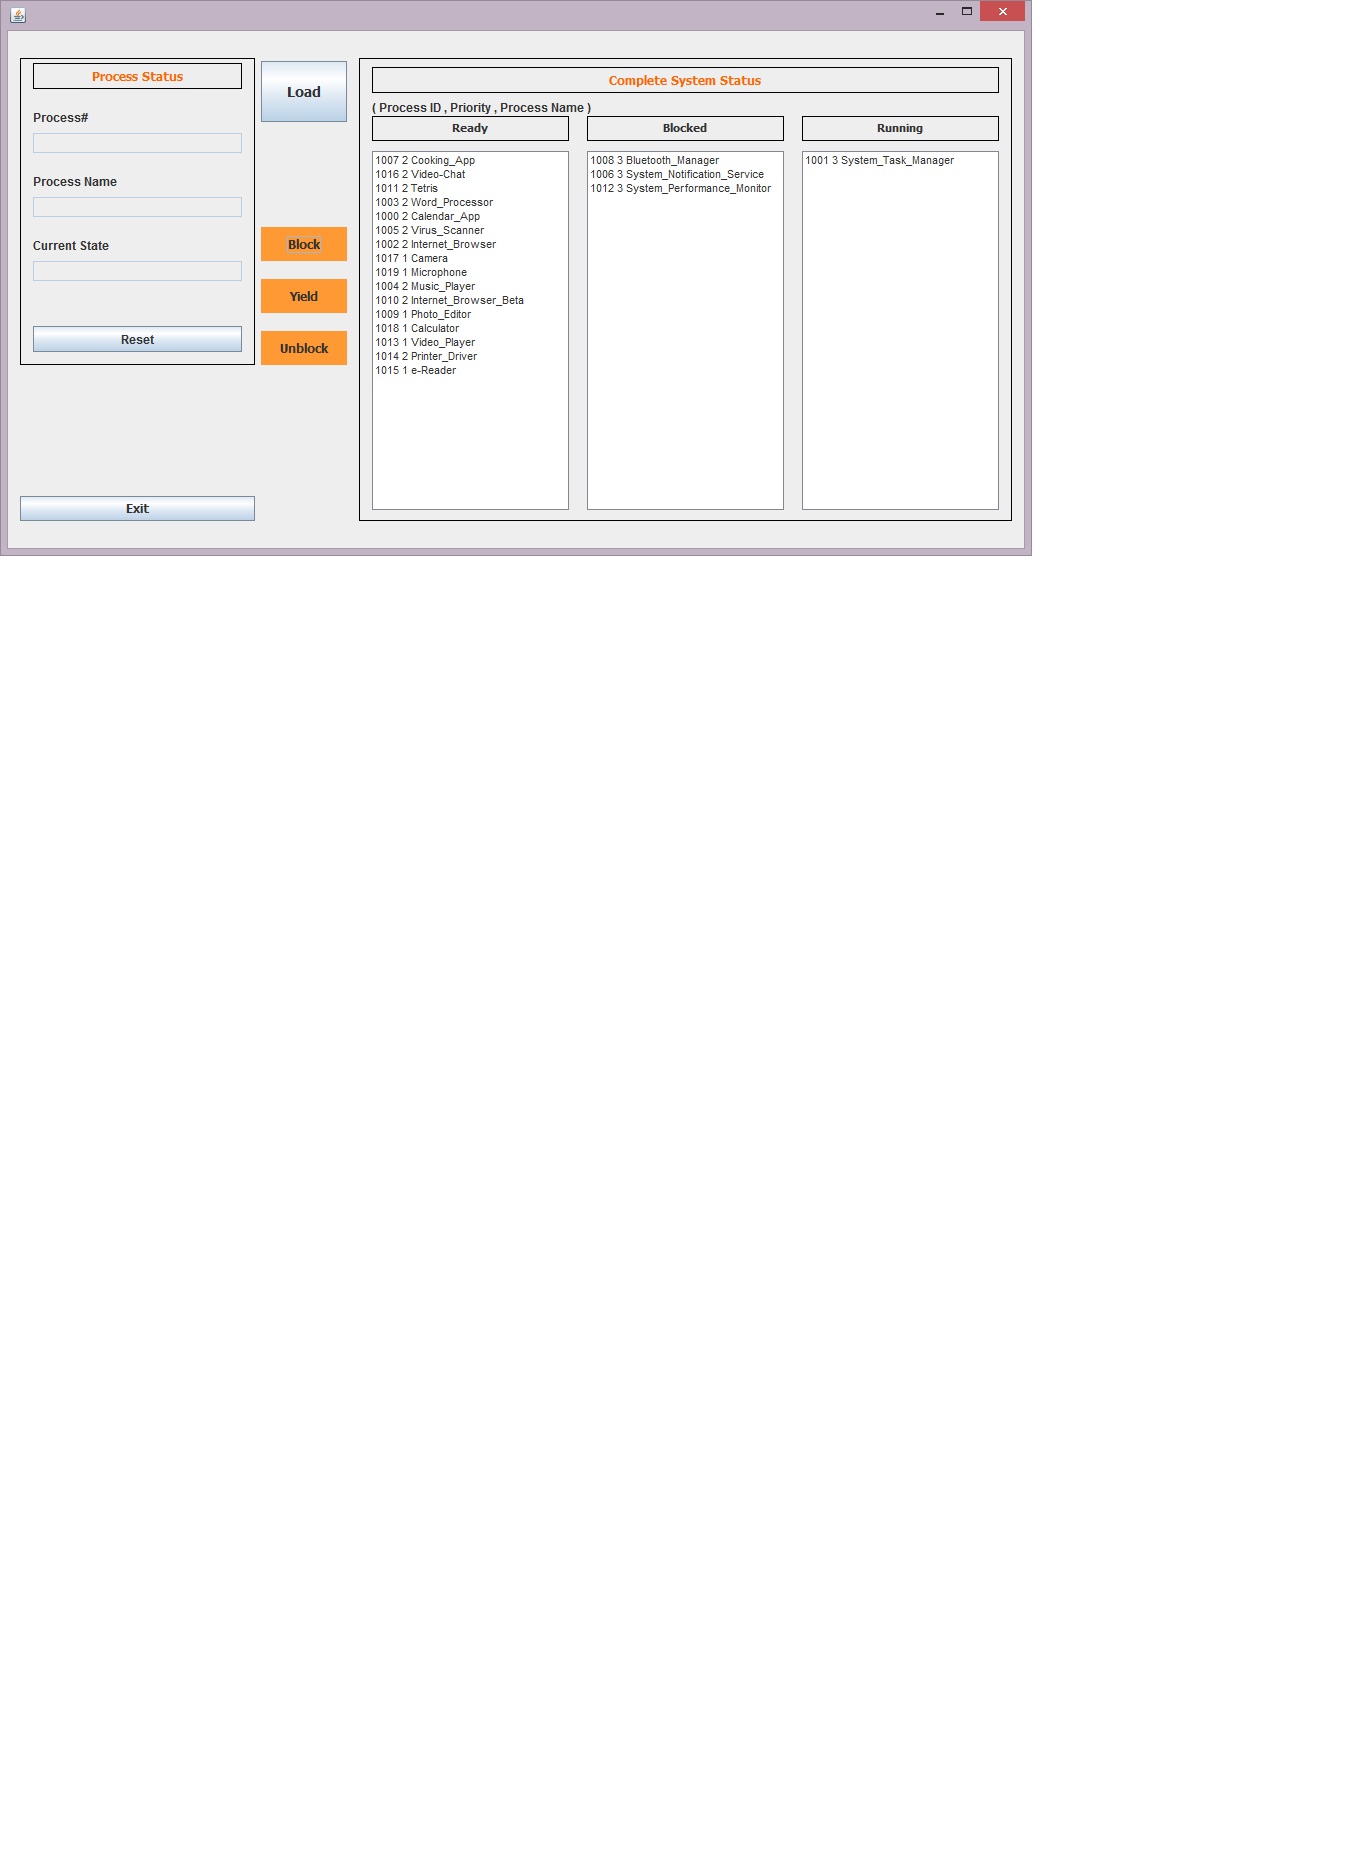 Process Status
Process#
Process Name
Current State
Reset
Exit
Load
Block
Yield
Unblock
Complete System Status
( Process ID , Priority , Process Name )
Ready
1007 2 Cooking_App
1016 2 Video-Chat
1011 2 Tetris
1003 2 Word_Processor
1000 2 Calendar_App
1005 2 Virus_Scanner
1002 2 Internet_Browser
1017 1 Camera
1019 1 Microphone
1004 2 Music_Player
1010 2 Internet_Browser_Beta
1009 1 Photo_Editor
1018 1 Calculator
1013 1 Video_Player
1014 2 Printer_Driver
1015 1 e-Reader
Blocked
1008 3 Bluetooth_Manager
1006 3 System_Notification_Service
1012 3 System_Performance_Monitor
Running
1001 3 System_Task_Manager